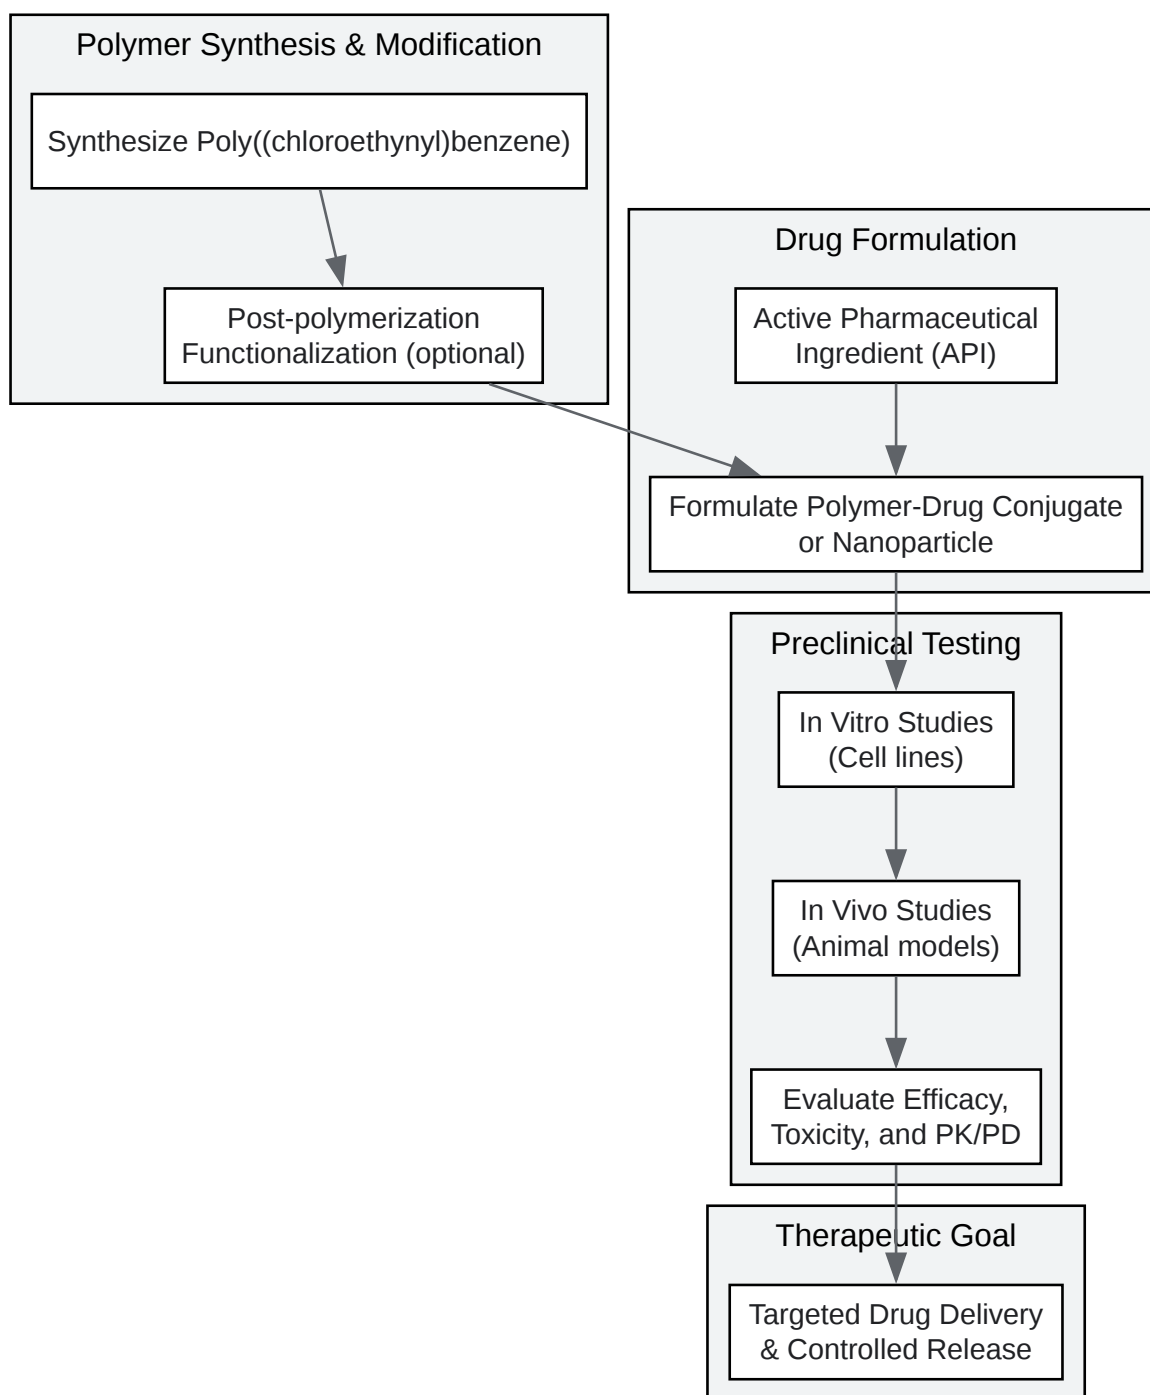 Polymer Synthesis & Modification
Synthesize Poly((chloroethynyl)benzene)
Post-polymerization
Functionalization (optional)
Drug Formulation
Active Pharmaceutical
Ingredient (API)
Formulate Polymer-Drug Conjugate
or Nanoparticle
Preclinical Testing
In Vitro Studies
(Cell lines)
In Vivo Studies
(Animal models)
Evaluate Efficacy,
Toxicity, and PK/PD
Therapeutic Goal
Targeted Drug Delivery
& Controlled Release